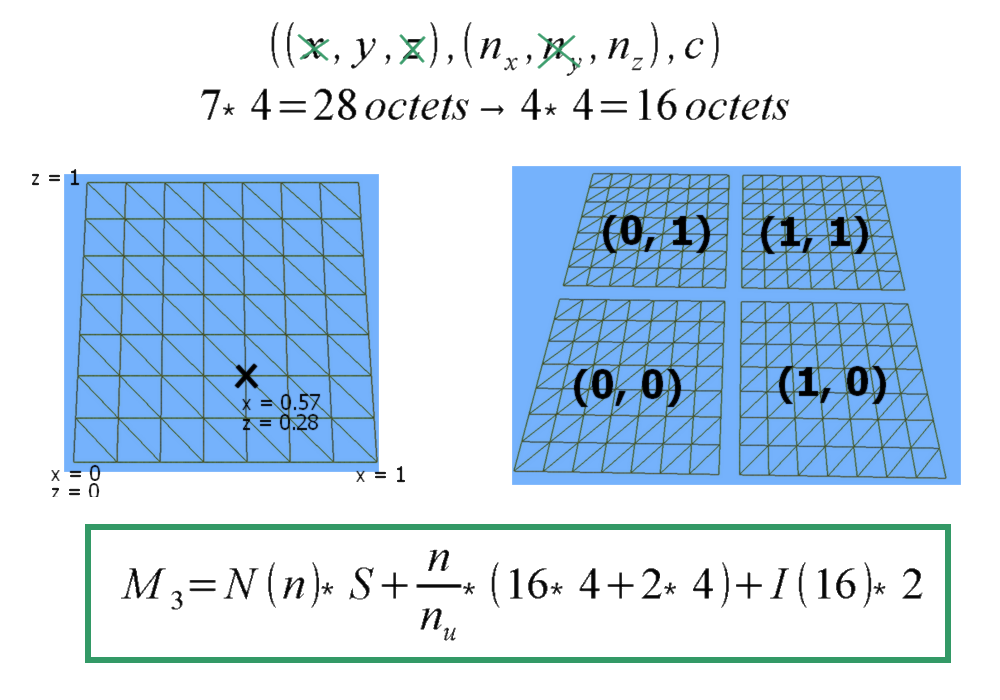 ((x, y, z), (n_x, n_y, n_z), c)
7* 4=28 octets → 4* 4=16 octets
z = 1
(0, 1) (1, 1)
x = 0.57
z = 0.28
(0, 0) (1, 0)
x = 0
z = 0
x = 1
M_3=N(n)* S+\frac{n}{n_u}* (16* 4+2* 4)+I(16)* 2